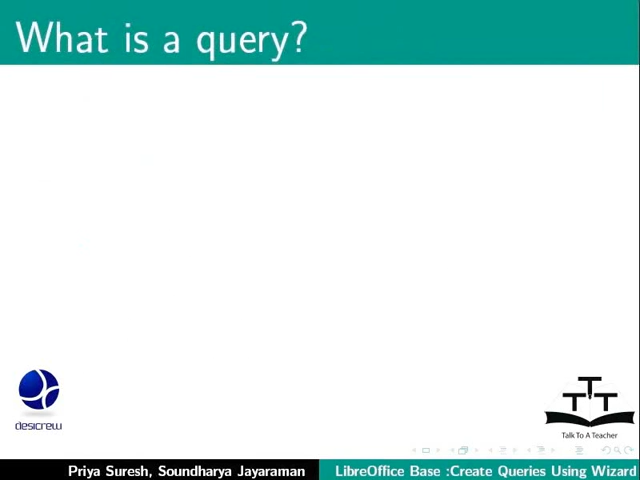 What is a query?
desicrew
T T T
Talk To A Teacher
Priya Suresh, Soundharya Jayaraman
LibreOffice Base :Create Queries Using Wizard